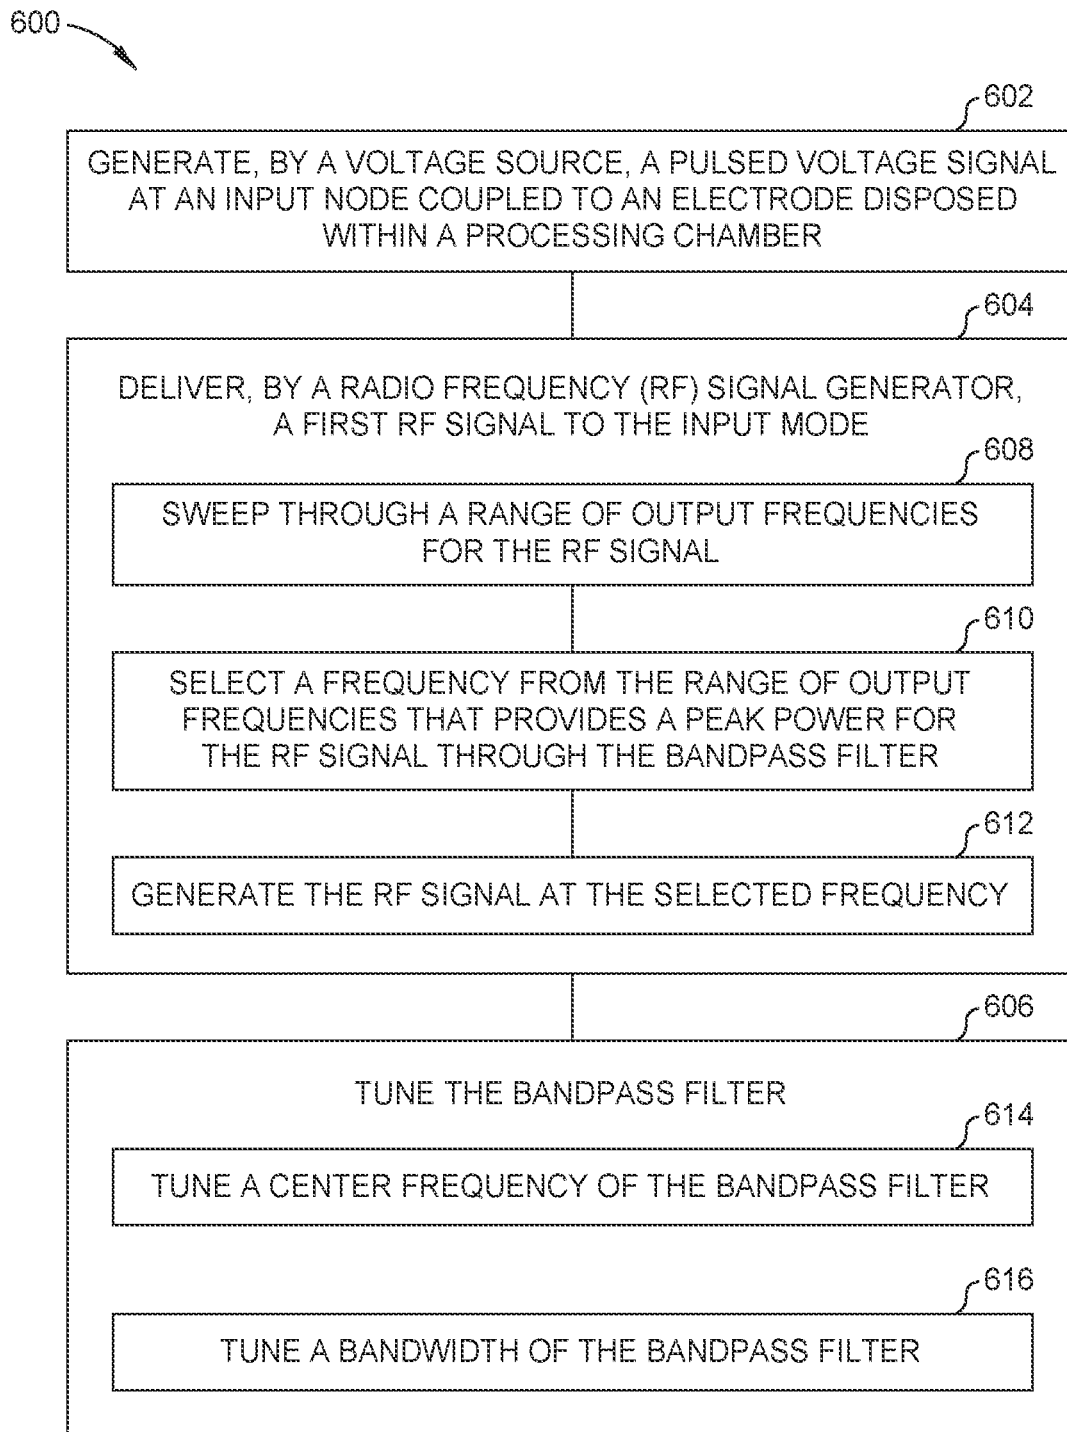 600
602
GENERATE, BY A VOLTAGE SOURCE, A PULSED VOLTAGE SIGNAL
AT AN INPUT NODE COUPLED TO AN ELECTRODE DISPOSED
WITHIN A PROCESSING CHAMBER
604
DELIVER, BY A RADIO FREQUENCY (RF) SIGNAL GENERATOR,
A FIRST RF SIGNAL TO THE INPUT MODE
608
SWEEP THROUGH A RANGE OF OUTPUT FREQUENCIES
FOR THE RF SIGNAL
610
SELECT A FREQUENCY FROM THE RANGE OF OUTPUT
FREQUENCIES THAT PROVIDES A PEAK POWER FOR
THE RF SIGNAL THROUGH THE BANDPASS FILTER
612
GENERATE THE RF SIGNAL AT THE SELECTED FREQUENCY
606
TUNE THE BANDPASS FILTER
614
TUNE A CENTER FREQUENCY OF THE BANDPASS FILTER
616
TUNE A BANDWIDTH OF THE BANDPASS FILTER